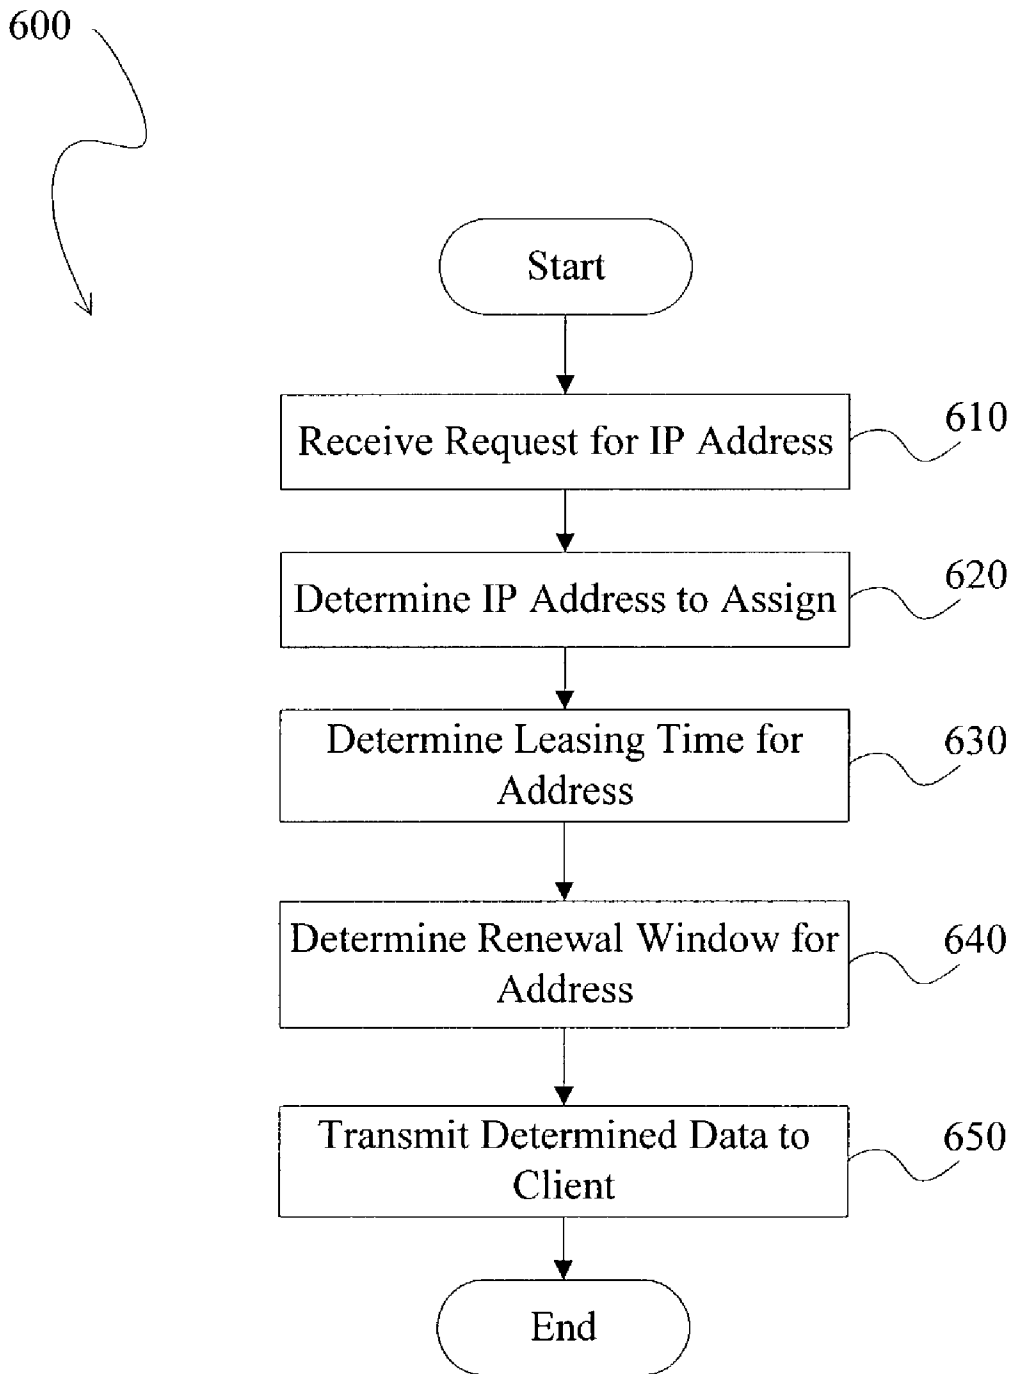 600
Start
Receive Request for IP Address
610
Determine IP Address to Assign
620
Determine Leasing Time for
Address
630
Determine Renewal Window for
Address
640
Transmit Determined Data to
Client
650
End